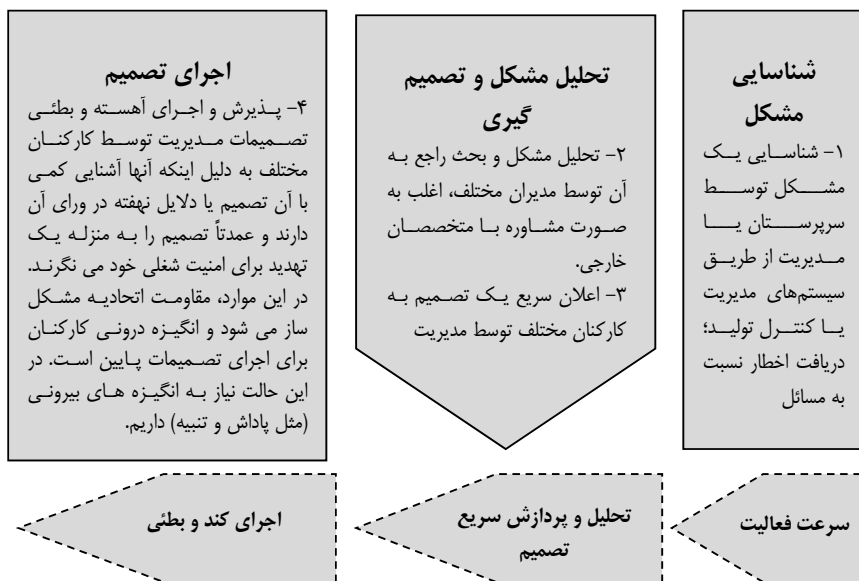 شناسایی
مشکل
۱- شناسایی یک
مشکل توسط
سرپرستان یا
مدیریت از طریق
سیستم‌های مدیریت
یا کنترل تولید؛
دریافت اخطار نسبت
به مسائل
تحلیل مشکل و تصمیم
گیری
۲- تحلیل مشکل و بحث راجع به
آن توسط مدیران مختلف، اغلب به
صورت مشاوره با متخصصان
خارجی.
۳- اعلان سریع یک تصمیم به
کارکنان مختلف توسط مدیریت
اجرای تصمیم
۴- پذیرش و اجرای آهسته و بطئی
تصمیمات مدیریت توسط کارکنان
مختلف به دلیل اینکه آنها آشنایی کمی
با آن تصمیم یا دلایل نهفته در ورای آن
دارند و عمدتاً تصمیم را به منزله یک
تهدید برای امنیت شغلی خود می نگرند.
در این موارد، مقاومت اتحادیه مشکل
ساز می شود و انگیزه درونی کارکنان
برای اجرای تصمیمات پایین است. در
این حالت نیاز به انگیزه های بیرونی
(مثل پاداش و تنبیه) داریم.
سرعت فعالیت
تحلیل و پردازش سریع
تصمیم
اجرای کند و بطئی